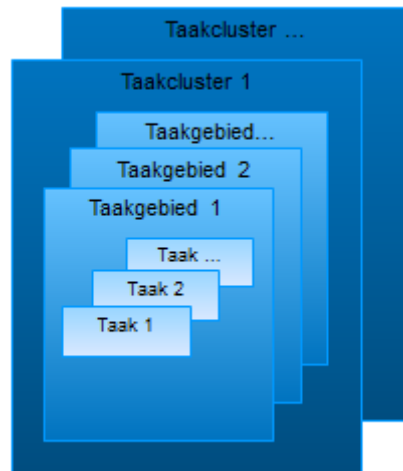 Taakcluster ...
Taakcluster 1
Taakgebied...
Taakgebied 2
Taakgebied 1
Taak ...
Taak 2
Taak 1